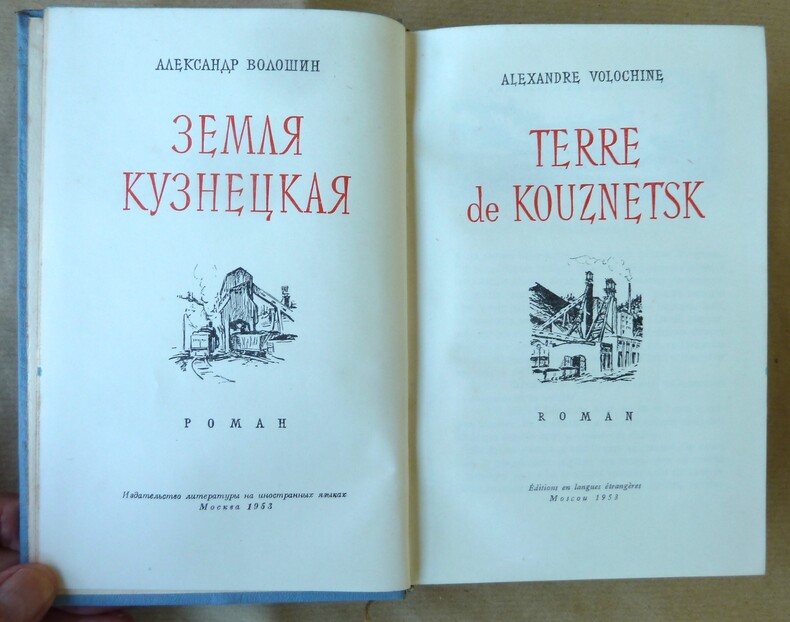 АЛЕКСАНДР ВОЛОШИН
ЗЕМЛЯ
КУЗНЕЦКАЯ
РОМАН
Издательство литературы на иностранных языках
Москва 1953
ALEXANDRE VOLOCHINE
TERRE
de KOUZNETSK
ROMAN
Éditions en langues étrangères
Moscou 1953